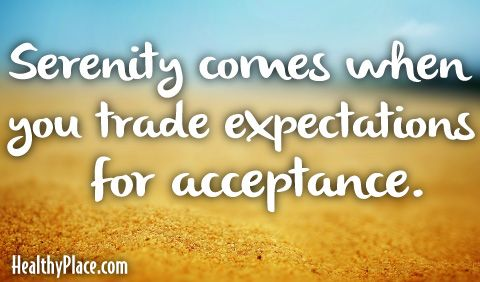 Serenity comes when
you trade expectations
for acceptance.
HealthyPlace.com